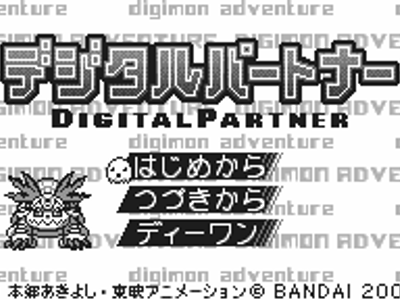 digimon adventure
デジタルパートナー
DIGITALPARTNER
はじめから
つづきから
ディーワン
本郷あきよし・東映アニメーション© BANDAI 200